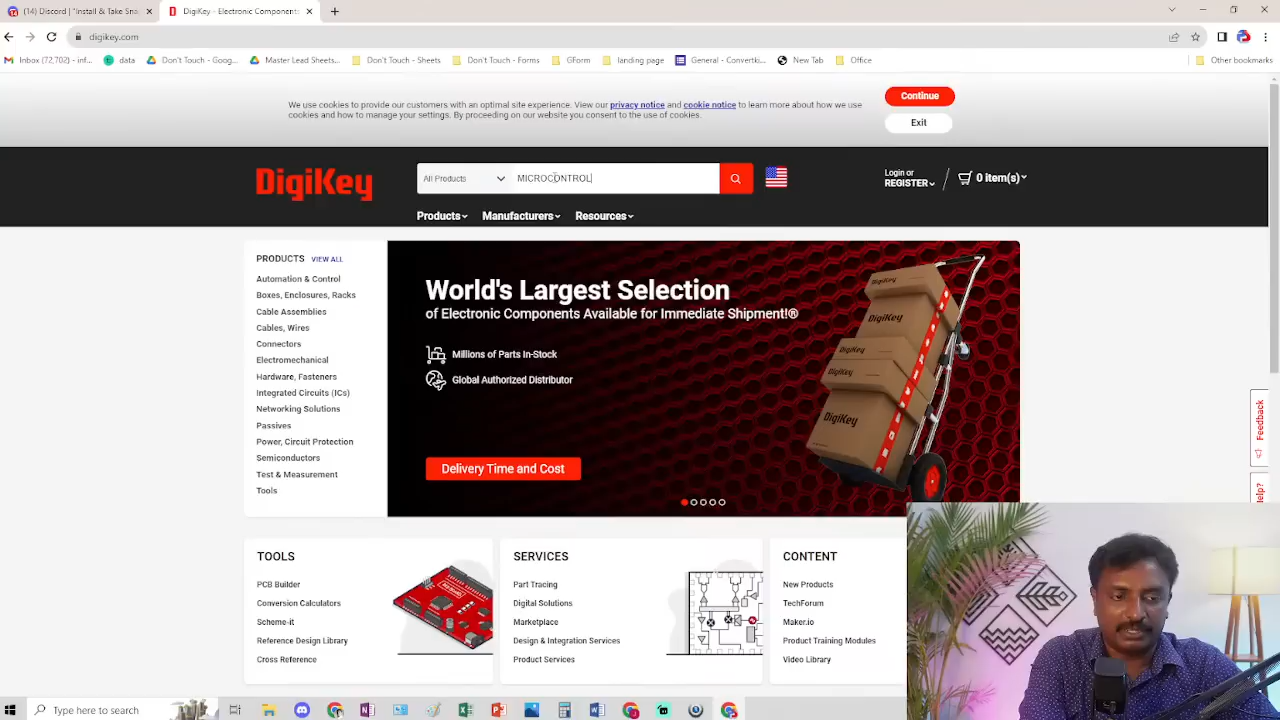 (14) Discord | "Install & Take Sna
DigiKey - Electronic Component
digikey.com
Inbox (72,702) - inf...
data
Don't Touch - Goog...
Master Lead Sheets...
Don't Touch - Sheets
Don't Touch - Forms
GForm
landing page
General - Converti...
New Tab
Office
Other bookmarks
We use cookies to provide our customers with an optimal site experience. View our privacy notice and cookie notice to learn more about how we use
cookies and how to manage your settings. By proceeding on our website you consent to the use of cookies.
Continue
Exit
DigiKey
All Products
MICROCONTROL
Login or
REGISTER
0 item(s)
Products
Manufacturers
Resources
PRODUCTS VIEW ALL
Automation & Control
Boxes, Enclosures, Racks
Cable Assemblies
Cables, Wires
Connectors
Electromechanical
Hardware, Fasteners
Integrated Circuits (ICs)
Networking Solutions
Passives
Power, Circuit Protection
Semiconductors
Test & Measurement
Tools
World's Largest Selection
of Electronic Components Available for Immediate Shipment!®
Millions of Parts In-Stock
Global Authorized Distributor
Delivery Time and Cost
DigiKey
DigiKey
DigiKey
DigiKey
DigiKey
Feedback
Help?
TOOLS
PCB Builder
Conversion Calculators
Scheme-it
Reference Design Library
Cross Reference
SERVICES
Part Tracing
Digital Solutions
Marketplace
Design & Integration Services
Product Services
CONTENT
New Products
TechForum
Maker.io
Product Training Modules
Video Library
Type here to search